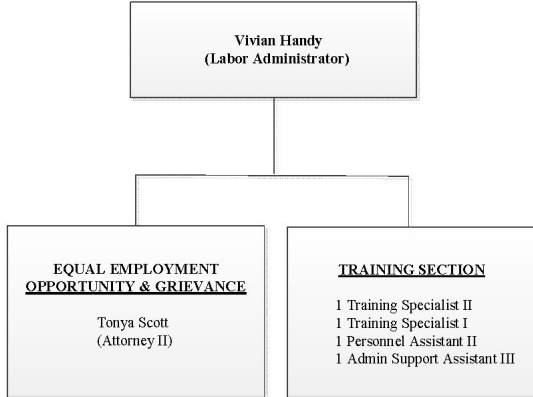 Vivian Handy
(Labor Administrator)
EQUAL EMPLOYMENT
OPPORTUNITY & GRIEVANCE
Tonya Scott
(Attorney II)
TRAINING SECTION
1 Training Specialist II
1 Training Specialist I
1 Personnel Assistant II
1 Admin Support Assistant III